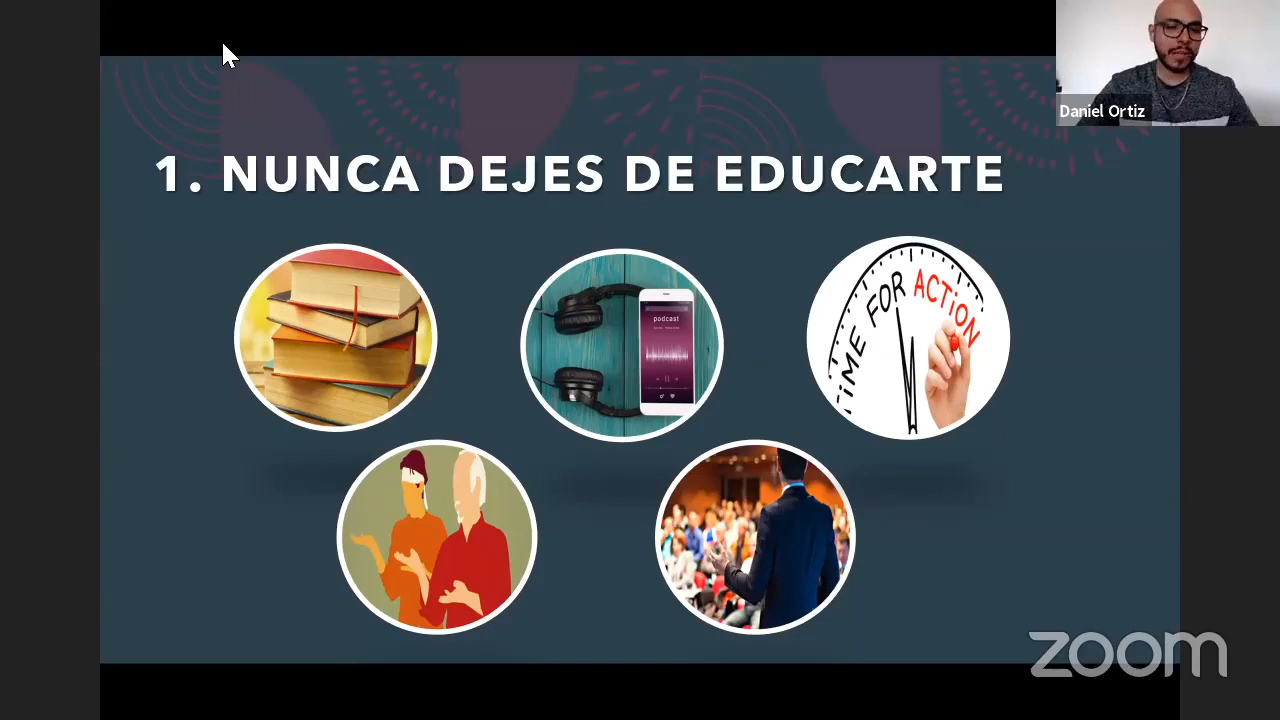 Daniel Ortiz
1. NUNCA DEJES DE EDUCARTE
podcast
TIME FOR ACTION
zoom